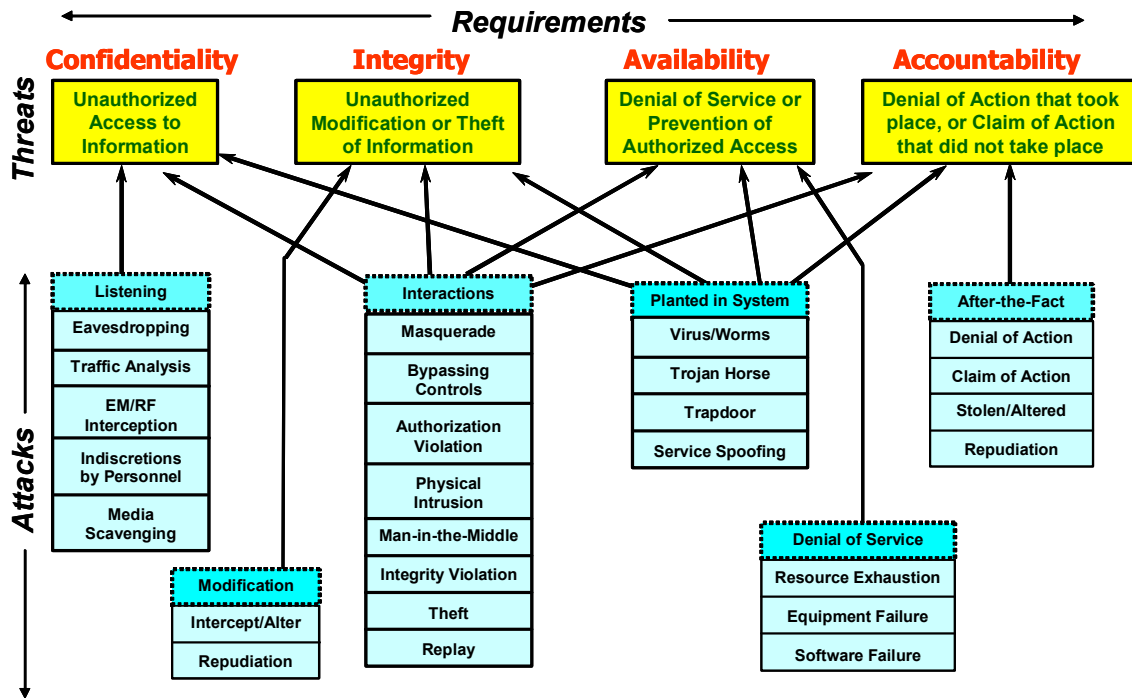 Requirements
Confidentiality
Integrity
Availability
Accountability
Threats
Unauthorized
Access to
Information
Unauthorized
Modification or Theft
of Information
Denial of Service or
Prevention of
Authorized Access
Denial of Action that took
place, or Claim of Action
that did not take place
Attacks
Listening
Eavesdropping
Traffic Analysis
EM/RF
Interception
Indiscretions
by Personnel
Media
Scavenging
Modification
Intercept/Alter
Repudiation
Interactions
Masquerade
Bypassing
Controls
Authorization
Violation
Physical
Intrusion
Man-in-the-Middle
Integrity Violation
Theft
Replay
Planted in System
Virus/Worms
Trojan Horse
Trapdoor
Service Spoofing
Denial of Service
Resource Exhaustion
Equipment Failure
Software Failure
After-the-Fact
Denial of Action
Claim of Action
Stolen/Altered
Repudiation